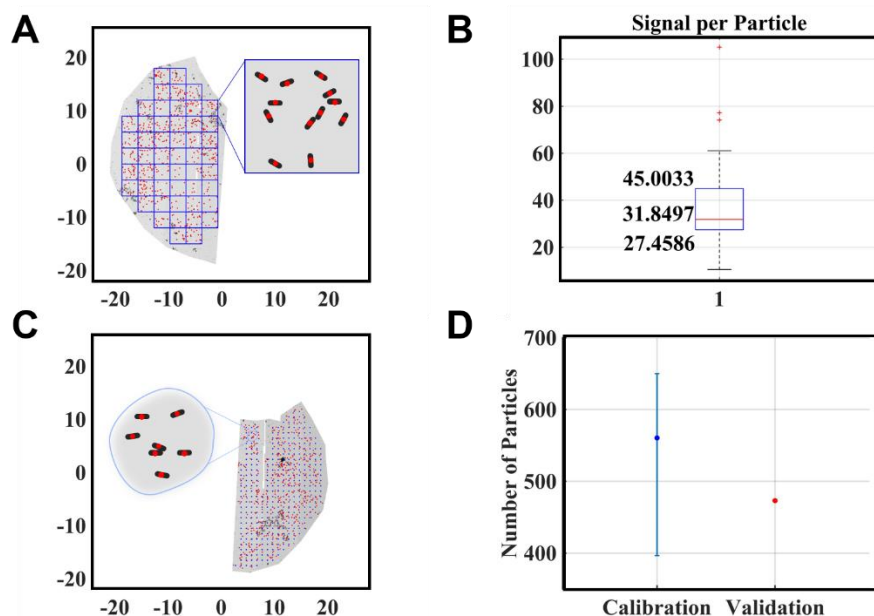 A
20
10
0
-10
-20
-20 -10 0 10 20
B
Signal per Particle
100
80
60
40
20
45.0033
31.8497
27.4586
1
C
20
10
0
-10
-20
-20 -10 0 10 20
D
Number of Particles
700
600
500
400
Calibration Validation